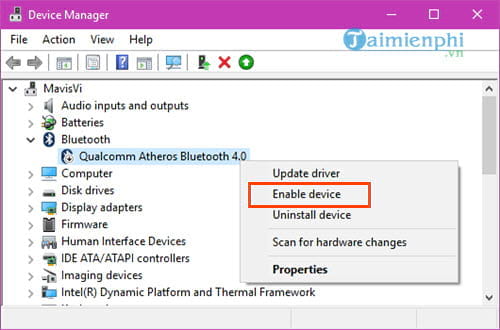 Device Manager
File Action View Help
Taimienphi
.vn
MavisVi
Audio inputs and outputs
Batteries
Bluetooth
Qualcomm Atheros Bluetooth 4.0
Computer
Disk drives
Display adapters
Firmware
Human Interface Devices
IDE ATA/ATAPI controllers
Imaging devices
Intel(R) Dynamic Platform and Thermal Framework
Update driver
Enable device
Uninstall device
Scan for hardware changes
Properties